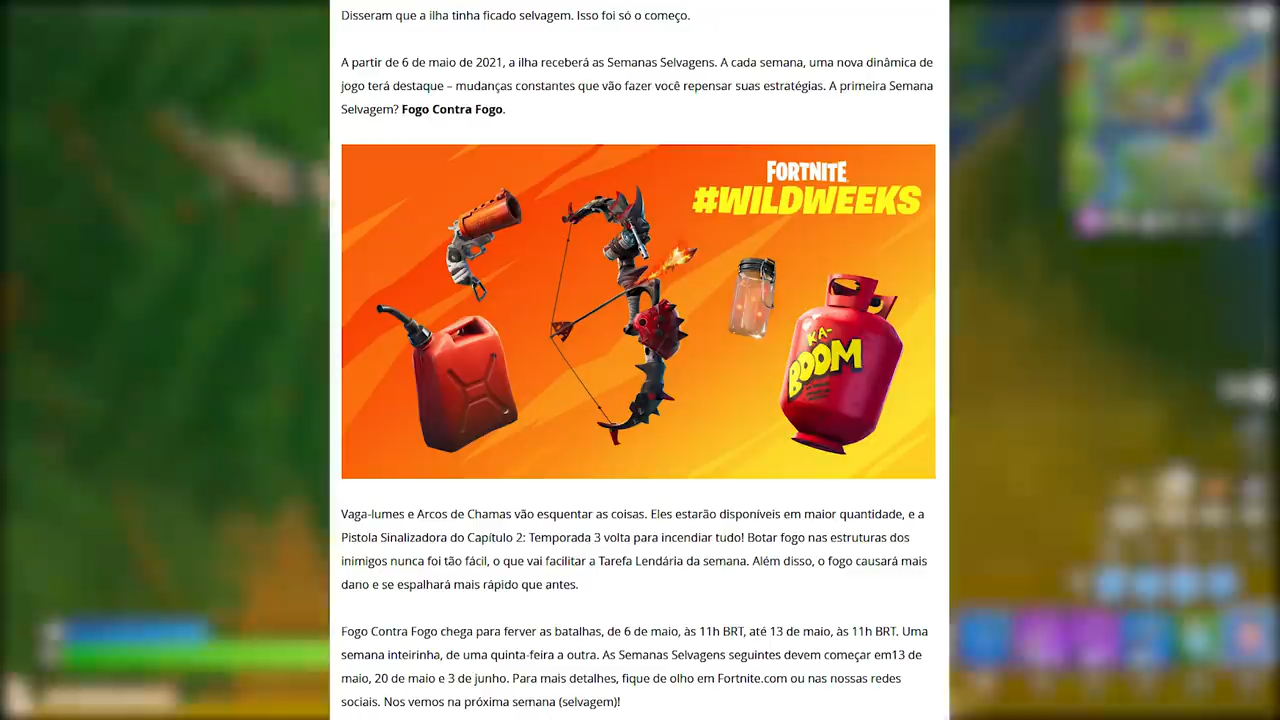 Disseram que a ilha tinha ficado selvagem. Isso foi só o começo.
A partir de 6 de maio de 2021, a ilha receberá as Semanas Selvagens. A cada semana, uma nova dinâmica de
jogo terá destaque – mudanças constantes que vão fazer você repensar suas estratégias. A primeira Semana
Selvagem? Fogo Contra Fogo.
FORTNITE
#WILDWEEKS
KA-
BOOM
Vaga-lumes e Arcos de Chamas vão esquentar as coisas. Eles estarão disponíveis em maior quantidade, e a
Pistola Sinalizadora do Capítulo 2: Temporada 3 volta para incendiar tudo! Botar fogo nas estruturas dos
inimigos nunca foi tão fácil, o que vai facilitar a Tarefa Lendária da semana. Além disso, o fogo causará mais
dano e se espalhará mais rápido que antes.
Fogo Contra Fogo chega para ferver as batalhas, de 6 de maio, às 11h BRT, até 13 de maio, às 11h BRT. Uma
semana inteirinha, de uma quinta-feira a outra. As Semanas Selvagens seguintes devem começar em13 de
maio, 20 de maio e 3 de junho. Para mais detalhes, fique de olho em Fortnite.com ou nas nossas redes
sociais. Nos vemos na próxima semana (selvagem)!